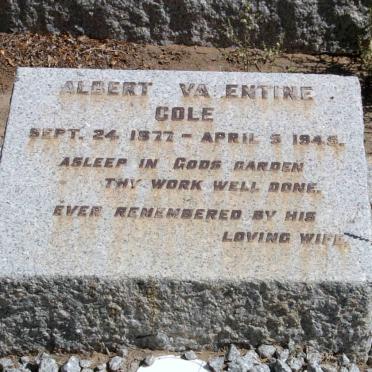 ALBERT VA ENTINE
COLE
SEPT. 24 1877 - APRIL 5 1945.
ASLEEP IN GODS GARDEN
THY WORK WELL DONE.
EVER REMEMBERED BY HIS
LOVING WIFE